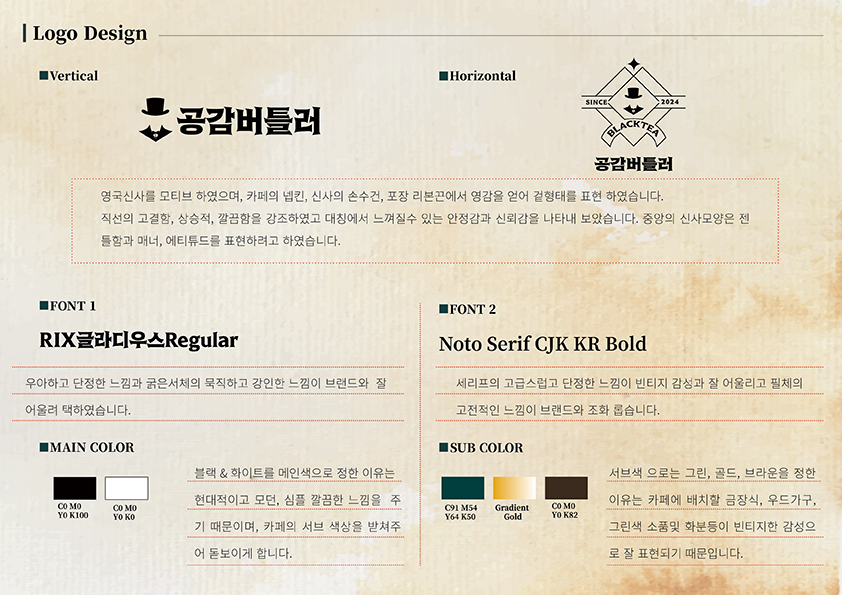 Logo Design
Vertical
공감버틀러
Horizontal
SINCE 2024
BLACKTEA
공감버틀러
영국신사를 모티브 하였으며, 카페의 넵킨, 신사의 손수건, 포장 리본끈에서 영감을 얻어 겉형태를 표현 하였습니다.
직선의 고결함, 상승적, 깔끔함을 강조하였고 대칭에서 느껴질수 있는 안정감과 신뢰감을 나타내 보았습니다. 중앙의 신사모양은 젠
틀함과 매너, 에티튜드를 표현하려고 하였습니다.
FONT 1
RIX글라디우스Regular
우아하고 단정한 느낌과 굵은서체의 묵직하고 강인한 느낌이 브랜드와 잘
어울려 택하였습니다.
FONT 2
Noto Serif CJK KR Bold
세리프의 고급스럽고 단정한 느낌이 빈티지 감성과 잘 어울리고 필체의
고전적인 느낌이 브랜드와 조화 롭습니다.
MAIN COLOR
C0 M0
Y0 K100
C0 M0
Y0 K0
블랙 & 화이트를 메인색으로 정한 이유는
현대적이고 모던, 심플 깔끔한 느낌을 주
기 때문이며, 카페의 서브 색상을 받쳐주
어 돋보이게 합니다.
SUB COLOR
C91 M54
Y64 K50
Gradient
Gold
C0 M0
Y0 K82
서브색 으로는 그린, 골드, 브라운을 정한
이유는 카페에 배치할 금장식, 우드가구,
그린색 소품및 화분등이 빈티지한 감성으
로 잘 표현되기 때문입니다.